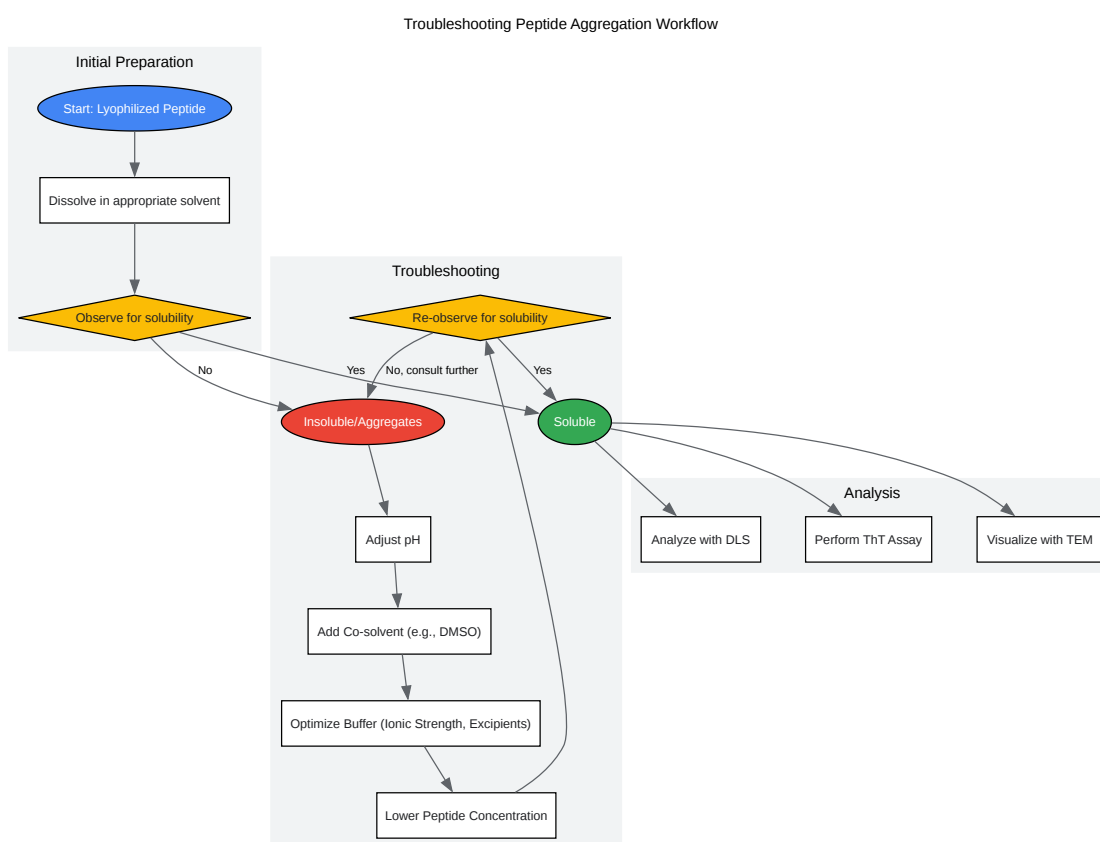 Troubleshooting Peptide Aggregation Workflow
Initial Preparation
Start: Lyophilized Peptide
Dissolve in appropriate solvent
Observe for solubility
No
Yes
Troubleshooting
Re-observe for solubility
No, consult further
Yes
Insoluble/Aggregates
Soluble
Adjust pH
Add Co-solvent (e.g., DMSO)
Optimize Buffer (Ionic Strength, Excipients)
Lower Peptide Concentration
Analysis
Analyze with DLS
Perform ThT Assay
Visualize with TEM